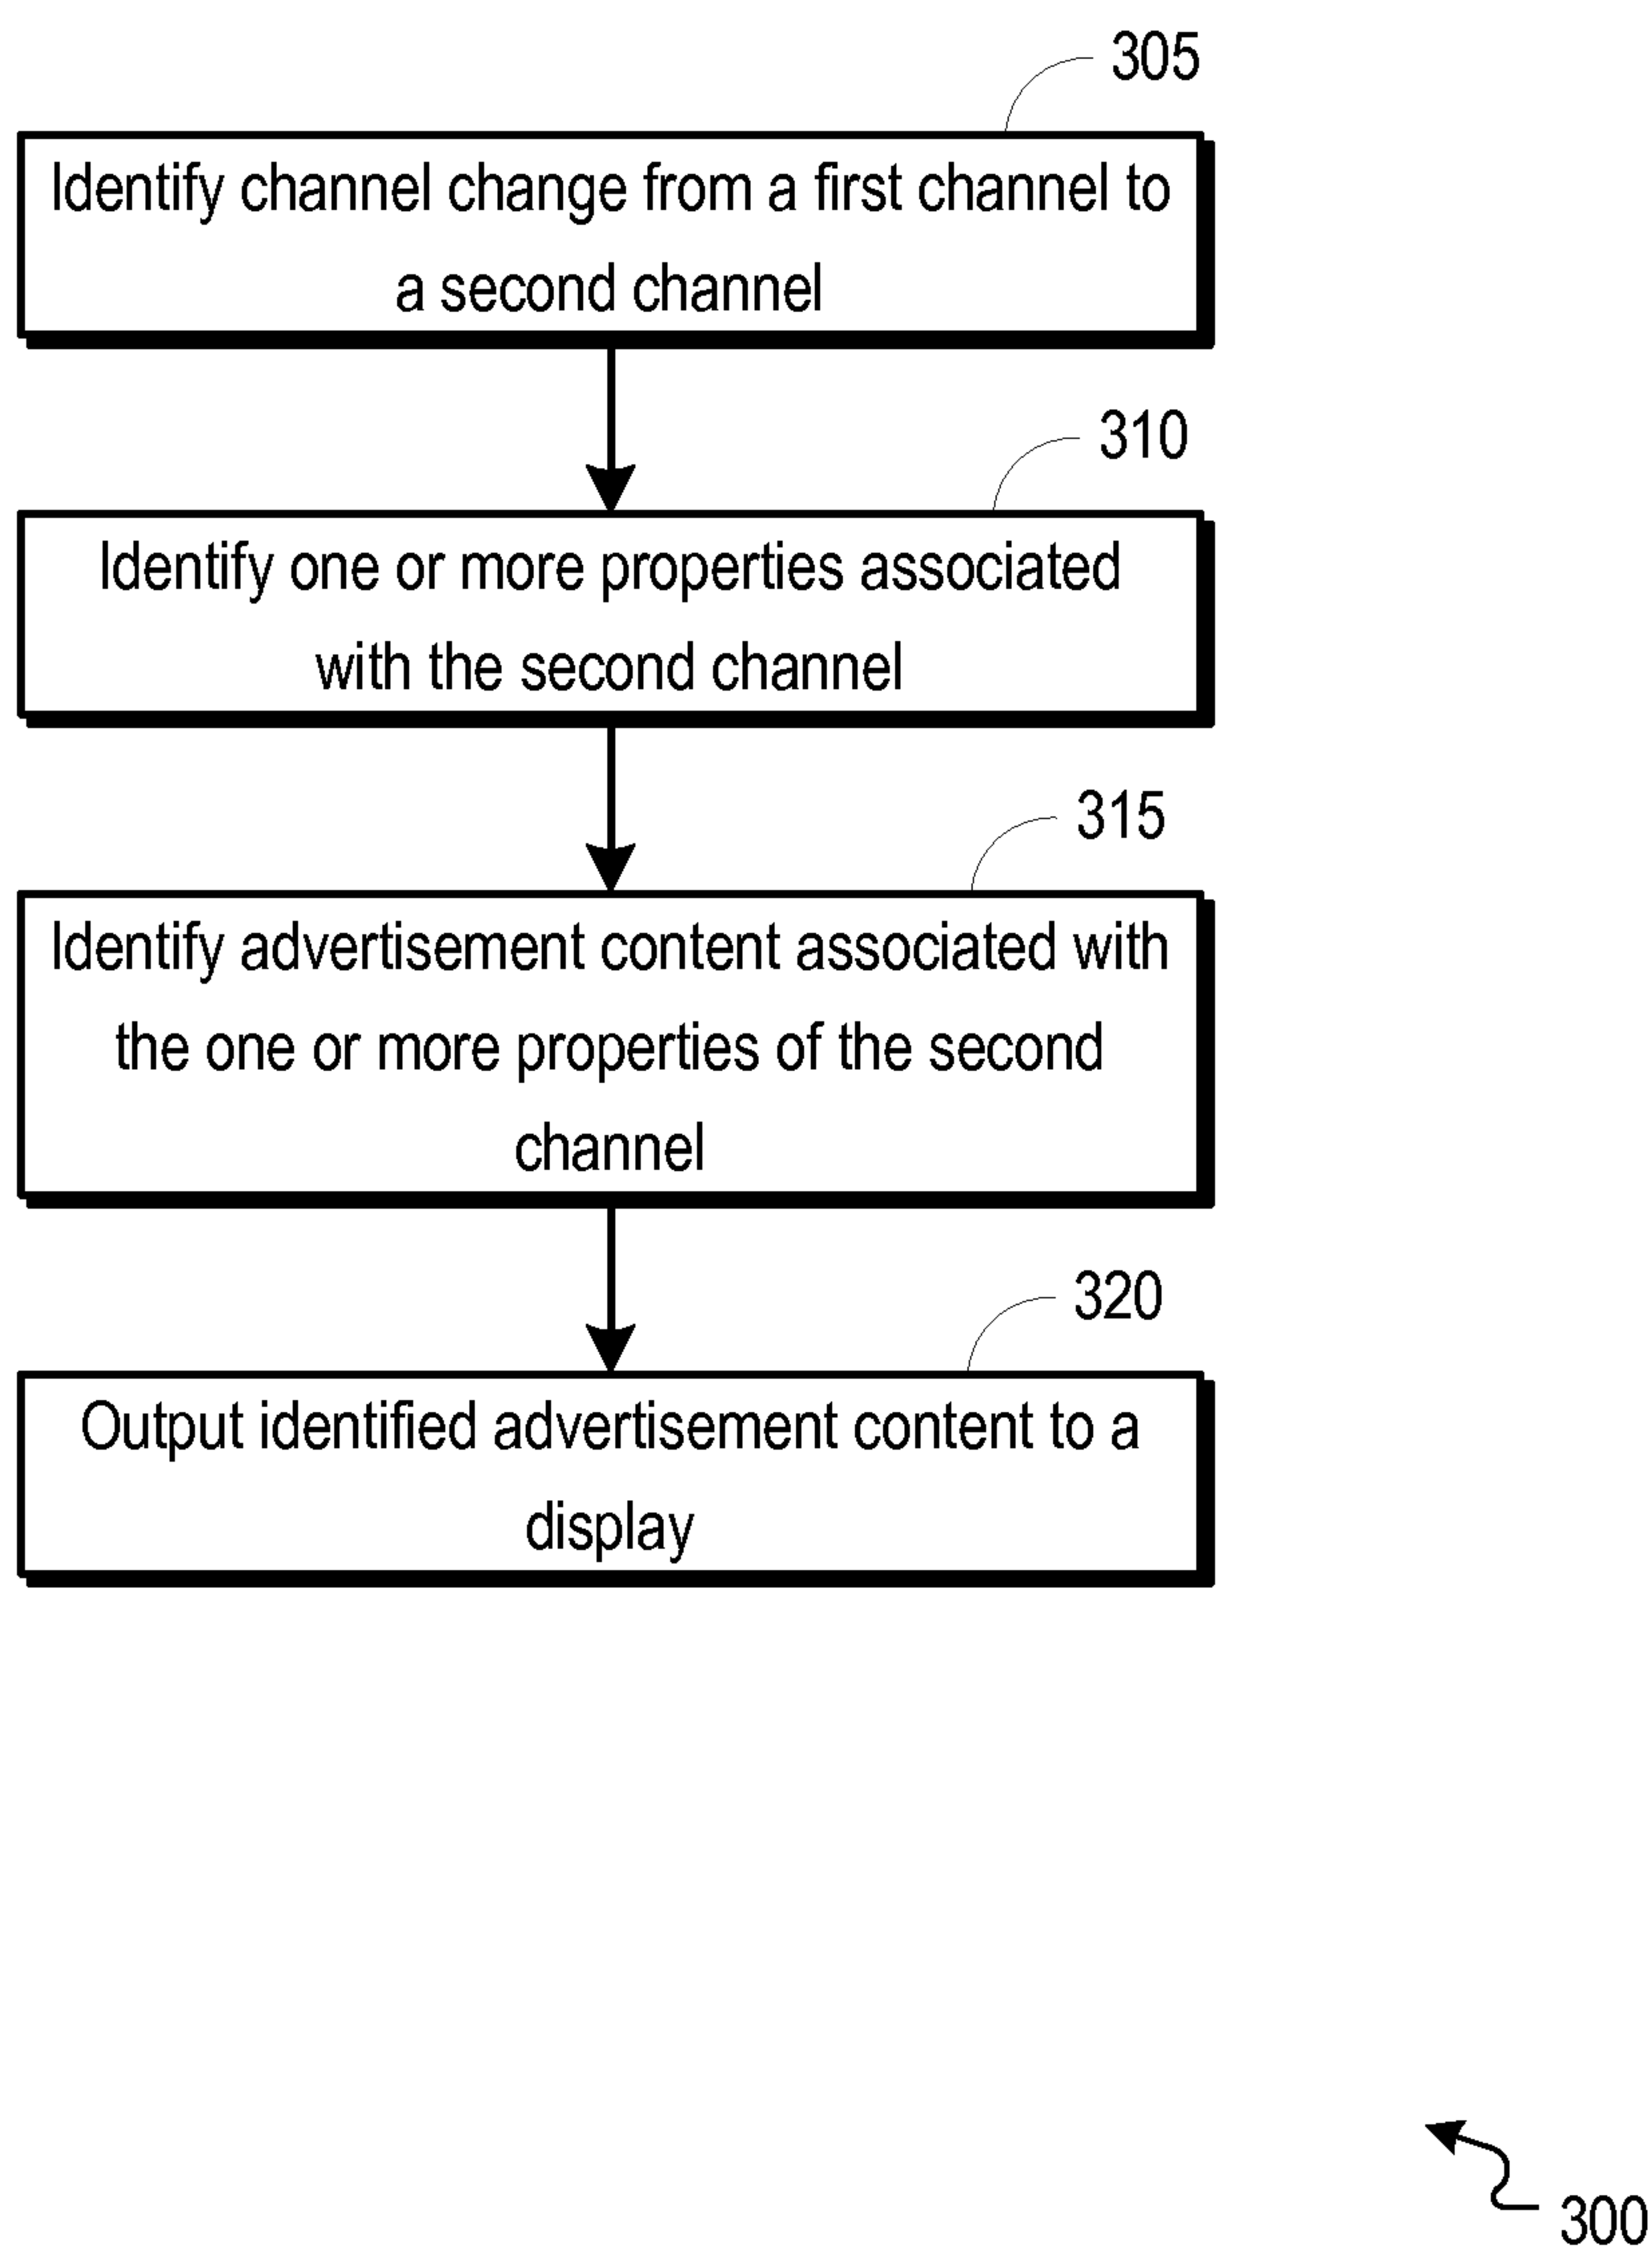 305
Identify channel change from a first channel to
a second channel
310
Identify one or more properties associated
with the second channel
315
Identify advertisement content associated with
the one or more properties of the second
channel
320
Output identified advertisement content to a
display
300